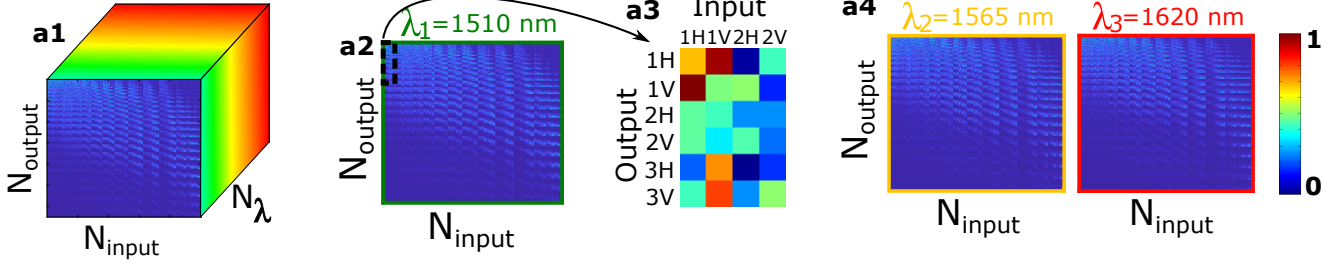 a1
N_output
N_input
N_λ
a2
λ_1=1510 nm
N_output
N_input
a3
Input
1H 1V 2H 2V
Output
1H
1V
2H
2V
3H
3V
a4
λ_2=1565 nm
λ_3=1620 nm
N_output
N_input
N_input
1
0